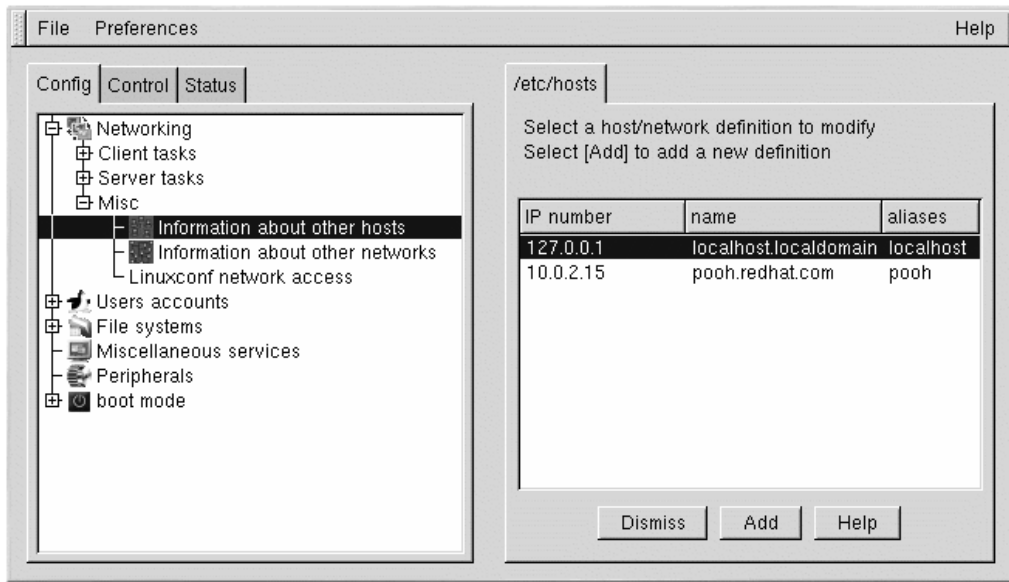 File Preferences Help
Config Control Status
Networking
Client tasks
Server tasks
Misc
Information about other hosts
Information about other networks
Linuxconf network access
Users accounts
File systems
Miscellaneous services
Peripherals
boot mode
/etc/hosts
Select a host/network definition to modify
Select [Add] to add a new definition
IP number name aliases
127.0.0.1 localhost.localdomain localhost
10.0.2.15 pooh.redhat.com pooh
Dismiss Add Help